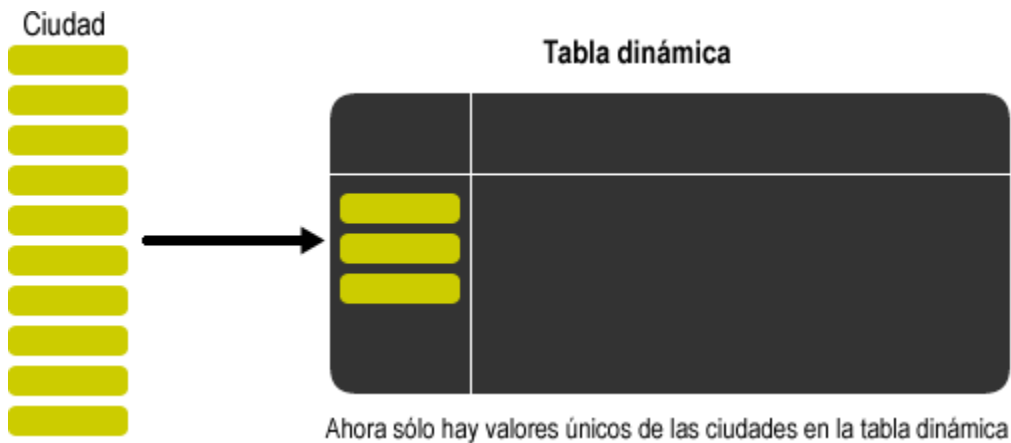 Ciudad
Tabla dinámica
Ahora sólo hay valores únicos de las ciudades en la tabla dinámica